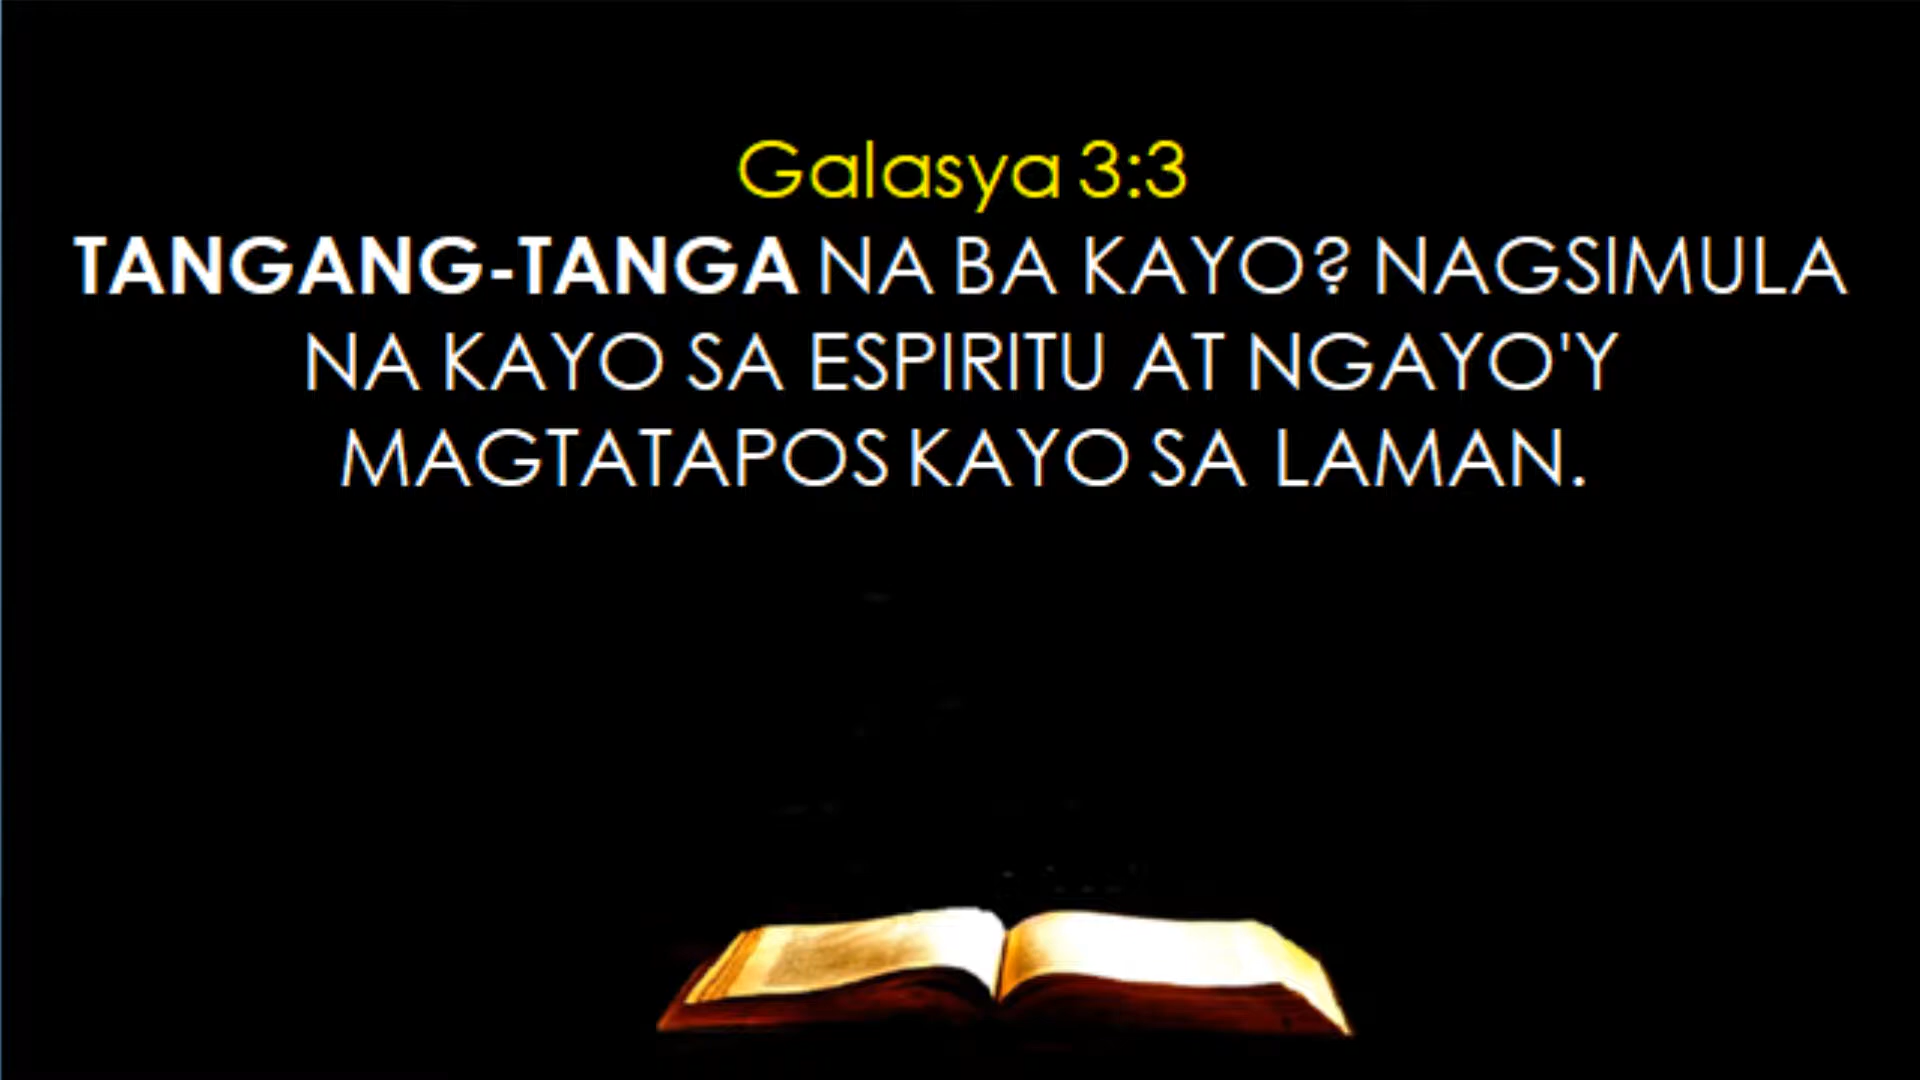 Galasya 3:3
TANGANG-TANGA NA BA KAYO? NAGSIMULA
NA KAYO SA ESPIRITU AT NGAYO'Y
MAGTATAPOS KAYO SA LAMAN.